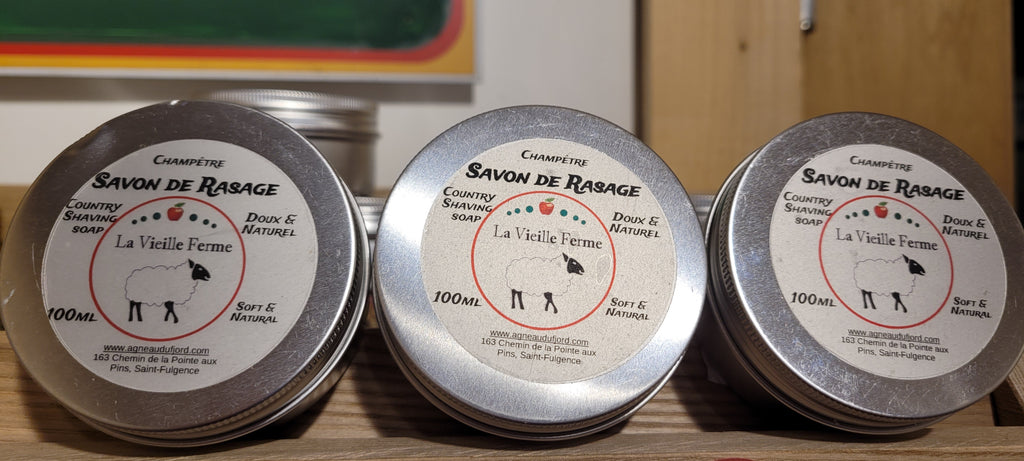 CHAMPÊTRE
SAVON DE RASAGE
COUNTRY
SHAVING
SOAP
DOUX &
NATUREL
La Vieille Ferme
100ML
SOFT &
NATURAL
www.agneaudufjord.com
163 Chemin de la Pointe aux
Pins, Saint-Fulgence
CHAMPÊTRE
SAVON DE RASAGE
COUNTRY
SHAVING
SOAP
DOUX &
NATUREL
La Vieille Ferme
100ML
SOFT &
NATURAL
www.agneaudufjord.com
163 Chemin de la Pointe aux
Pins, Saint-Fulgence
CHAMPÊTRE
SAVON DE RASAGE
COUNTRY
SHAVING
SOAP
DOUX &
NATUREL
La Vieille Ferme
100ML
SOFT &
NATURAL
www.agneaudufjord.com
163 Chemin de la Pointe aux
Pins, Saint-Fulgence